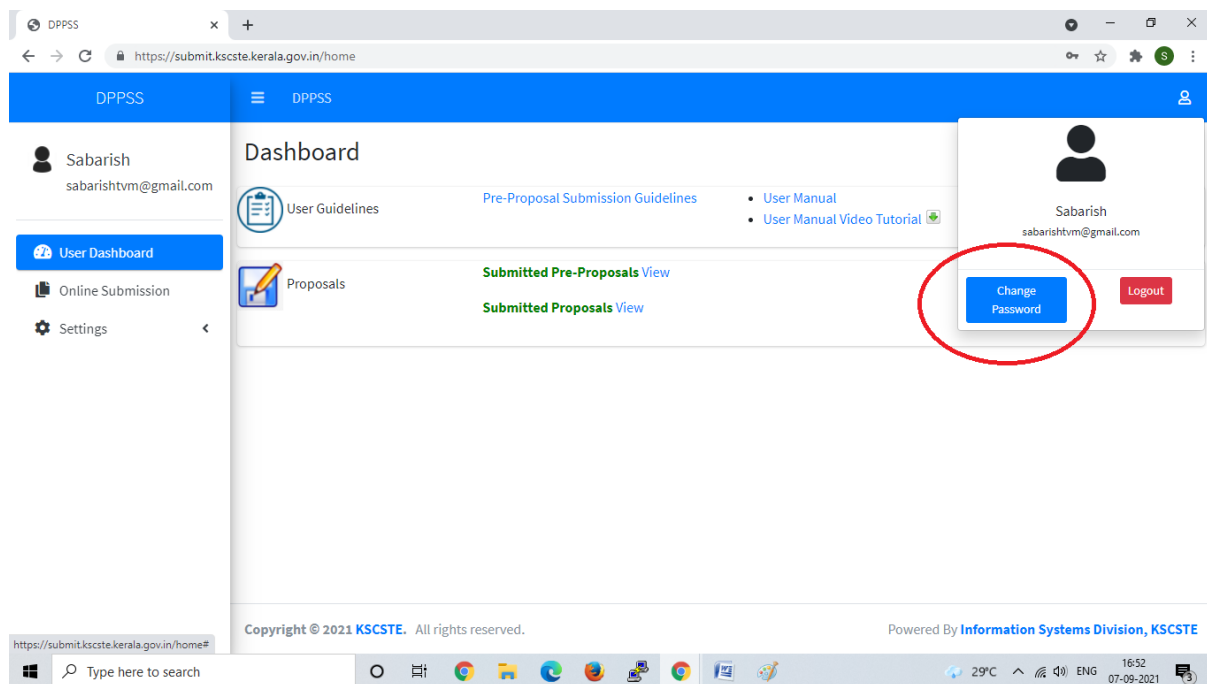 DPPSS
https://submit.kscste.kerala.gov.in/home
S
DPPSS
DPPSS
Sabarish
sabarishtvm@gmail.com
User Dashboard
Online Submission
Settings
Dashboard
User Guidelines
Pre-Proposal Submission Guidelines
User Manual
User Manual Video Tutorial
Proposals
Submitted Pre-Proposals View
Submitted Proposals View
Sabarish
sabarishtvm@gmail.com
Change
Password
Logout
Copyright © 2021 KSCSTE. All rights reserved.
Powered By Information Systems Division, KSCSTE
https://submit.kscste.kerala.gov.in/home#
Type here to search
29°C
ENG
16:52
07-09-2021
3